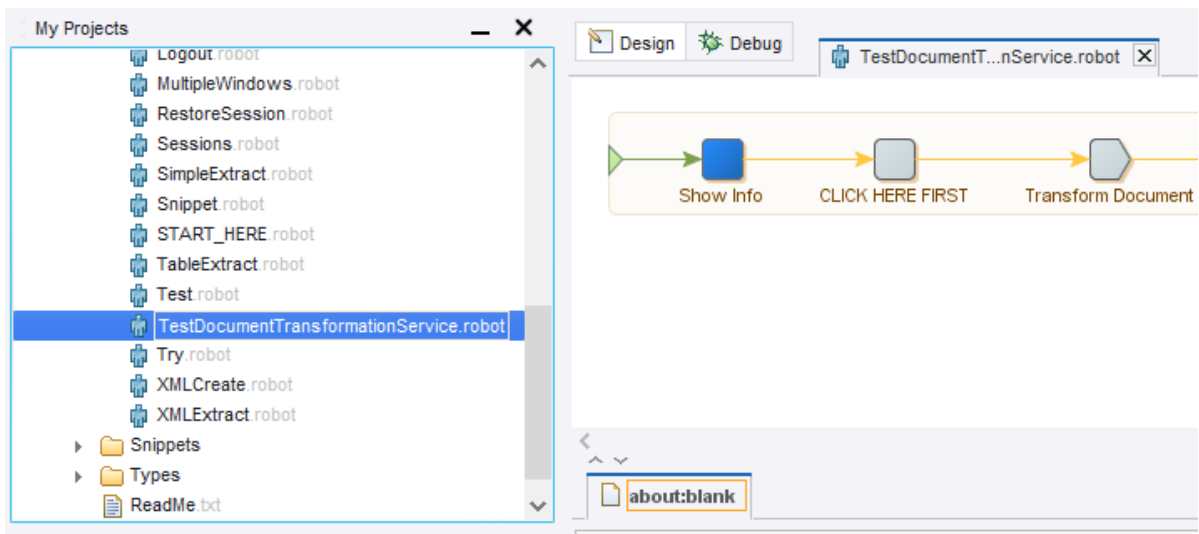 My Projects
Logout.robot
MultipleWindows.robot
RestoreSession.robot
Sessions.robot
SimpleExtract.robot
Snippet.robot
START_HERE.robot
TableExtract.robot
Test.robot
TestDocumentTransformationService.robot
Try.robot
XMLCreate.robot
XMLExtract.robot
Snippets
Types
ReadMe.txt
Design Debug TestDocumentT...nService.robot
Show Info CLICK HERE FIRST Transform Document
about:blank